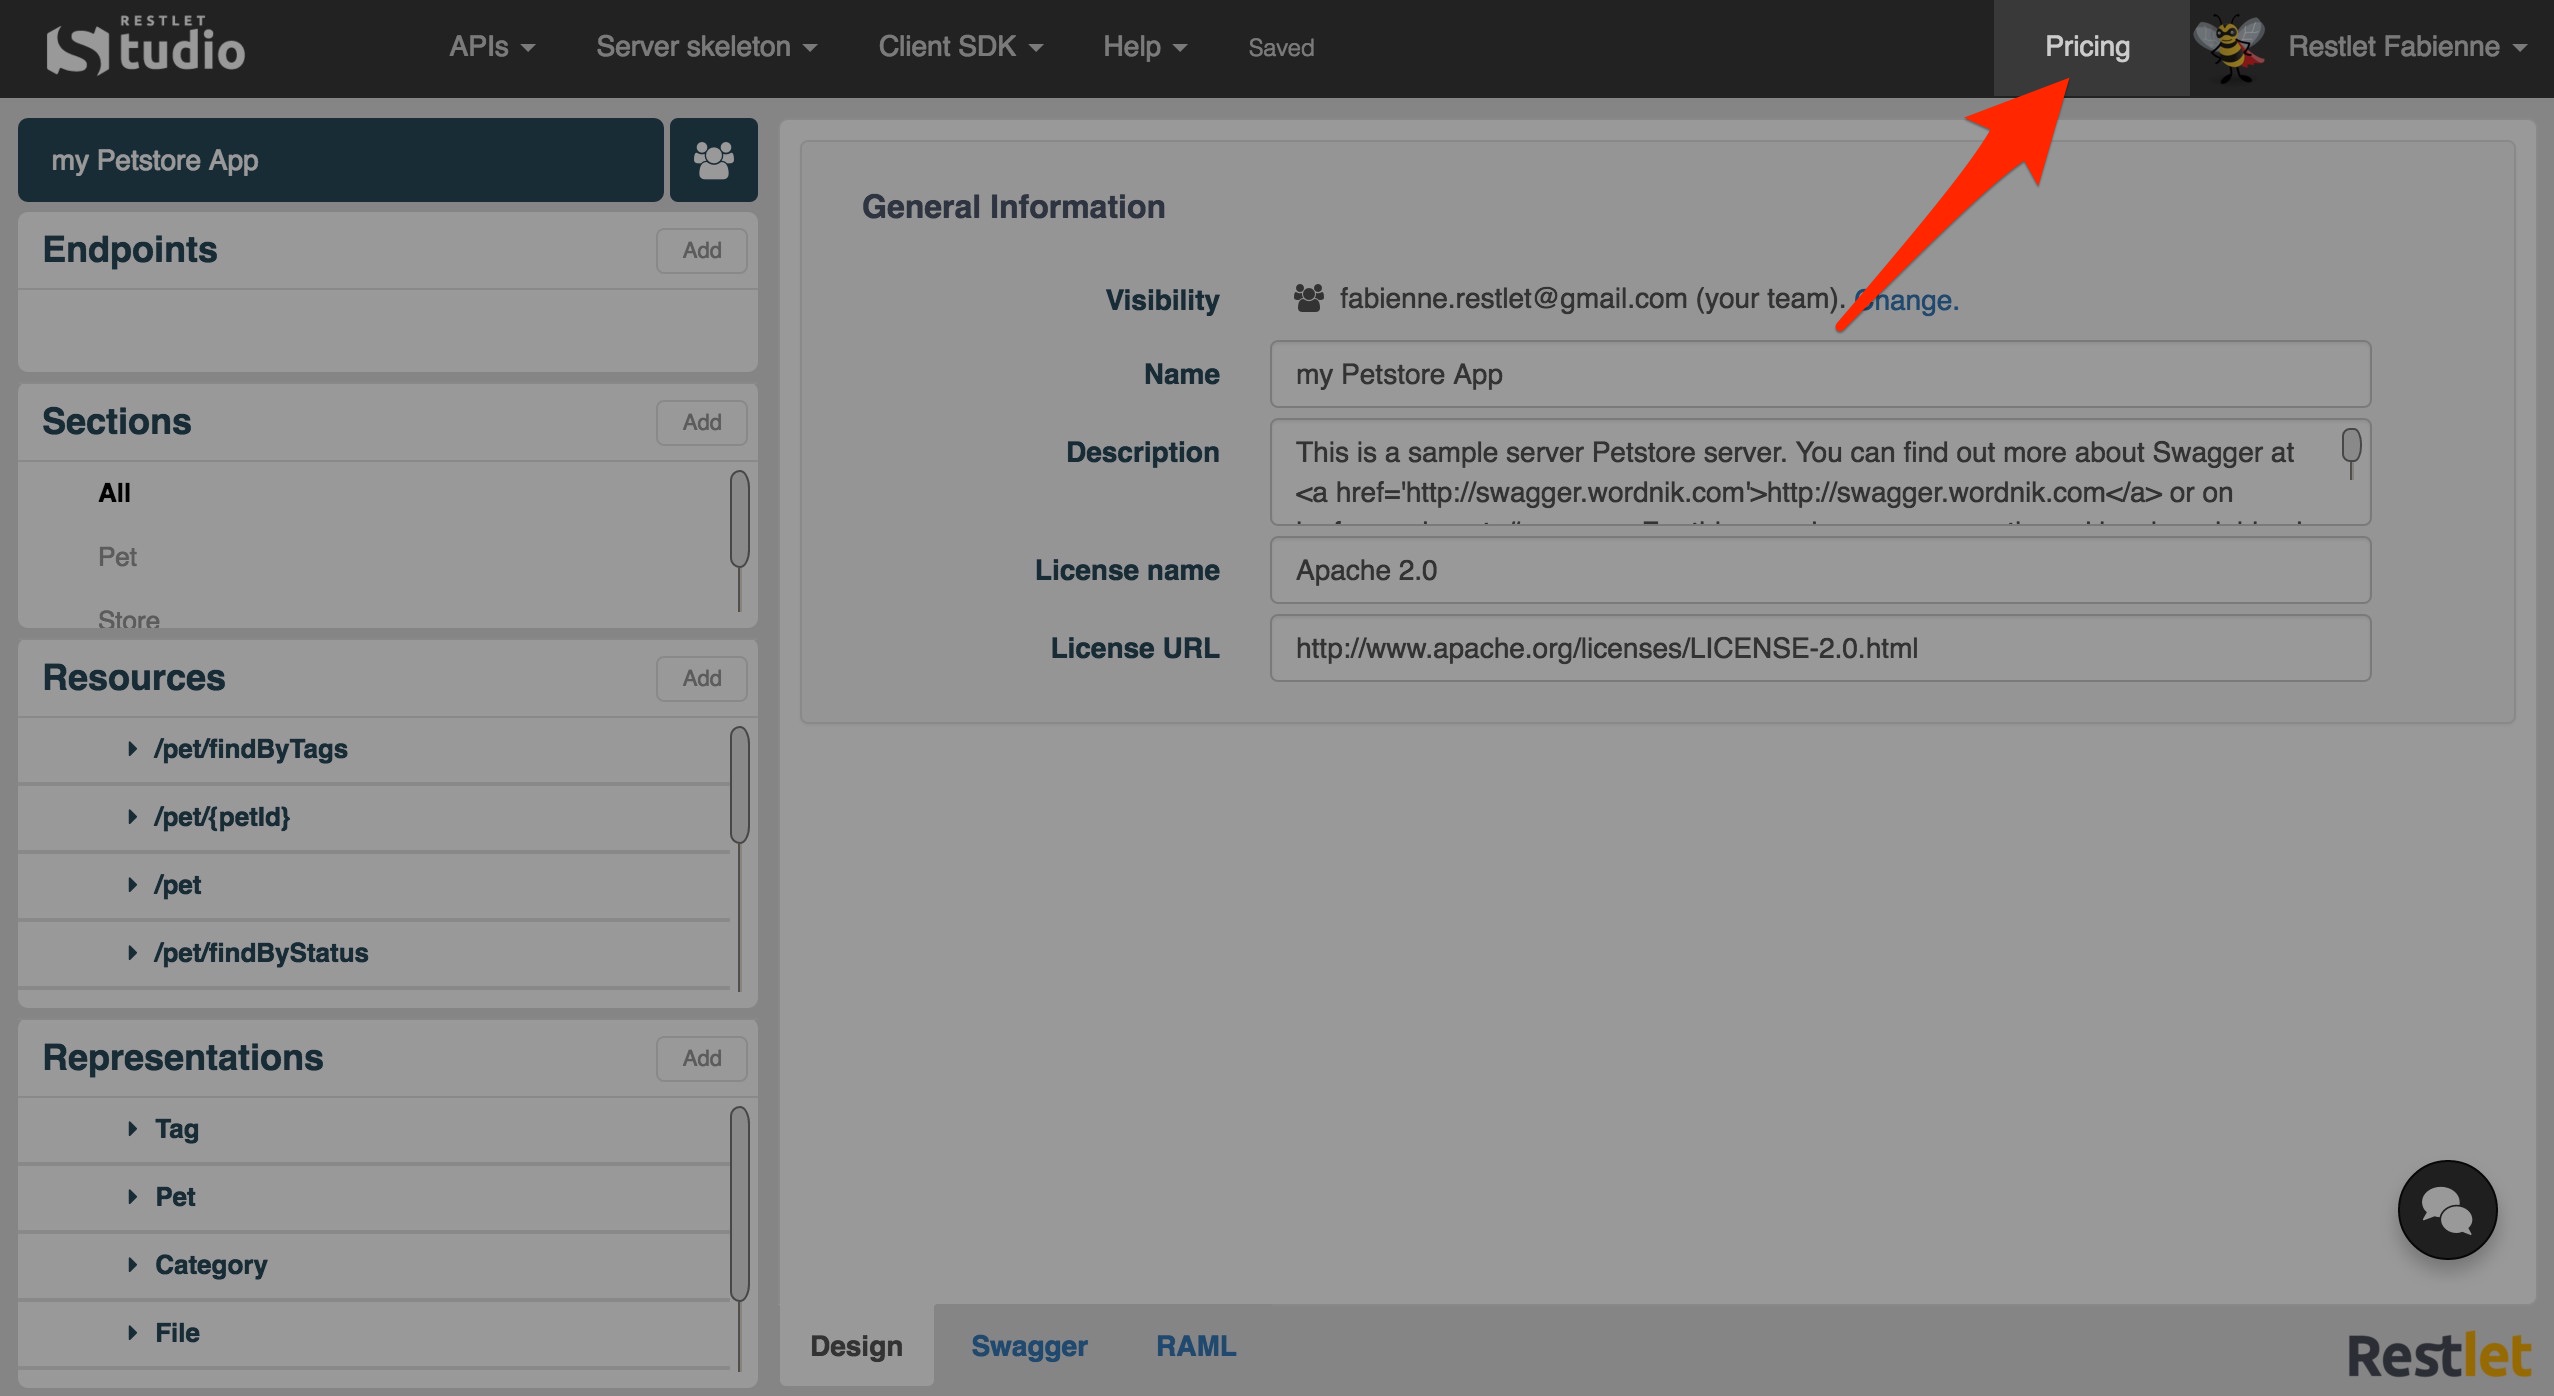 RESTLET
Studio
APIs
Server skeleton
Client SDK
Help
Saved
Pricing
Restlet Fabienne
my Petstore App
Endpoints
Add
Sections
Add
All
Pet
Store
Resources
Add
/pet/findByTags
/pet/{petId}
/pet
/pet/findByStatus
Representations
Add
Tag
Pet
Category
File
General Information
Visibility
fabienne.restlet@gmail.com (your team). Change.
Name
my Petstore App
Description
This is a sample server Petstore server. You can find out more about Swagger at
<a href='http://swagger.wordnik.com'>http://swagger.wordnik.com</a> or on
License name
Apache 2.0
License URL
http://www.apache.org/licenses/LICENSE-2.0.html
Design
Swagger
RAML
Restlet